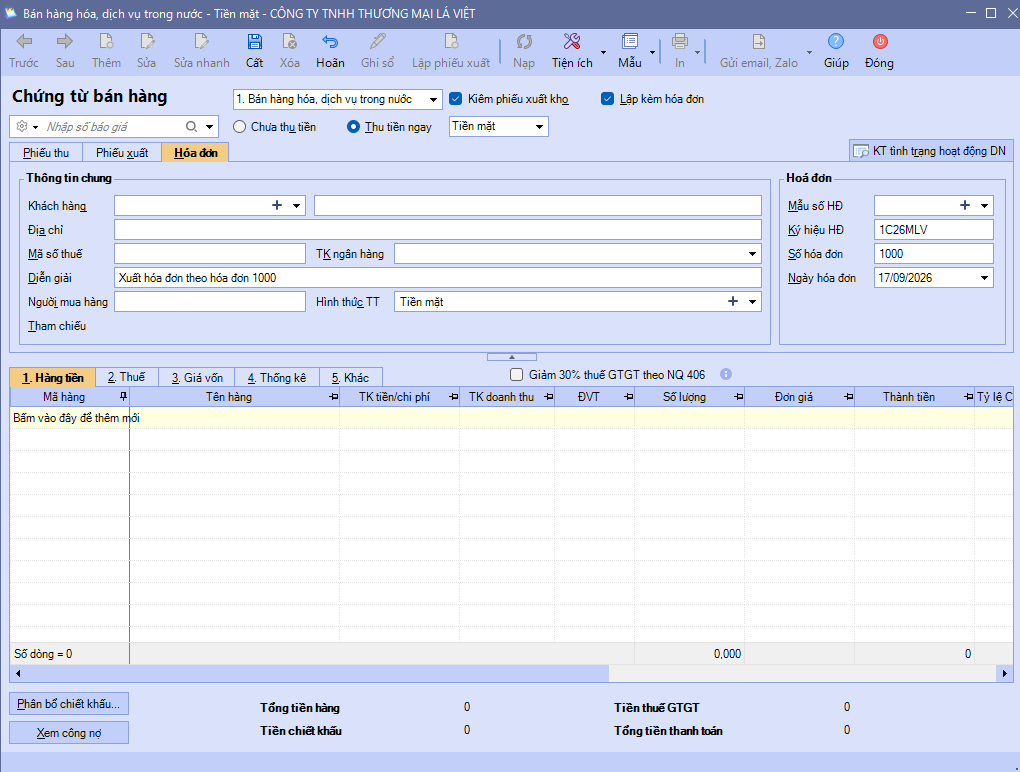 Bán hàng hóa, dịch vụ trong nước - Tiền mặt - CÔNG TY TNHH THƯƠNG MẠI LÁ VIỆT
Trước Sau Thêm Sửa Sửa nhanh Cất Xóa Hoãn Ghi sổ Lập phiếu xuất Nạp Tiện ích Mẫu In Gửi email, Zalo Giúp Đóng
Chứng từ bán hàng
1. Bán hàng hóa, dịch vụ trong nước
Kiêm phiếu xuất kho
Lập kèm hóa đơn
Nhập số báo giá
Chưa thu tiền
Thu tiền ngay
Tiền mặt
Phiếu thu Phiếu xuất Hóa đơn
KT tình trạng hoạt động DN
Thông tin chung
Khách hàng
Địa chỉ
Mã số thuế
TK ngân hàng
Diễn giải Xuất hóa đơn theo hóa đơn 1000
Người mua hàng
Hình thức TT Tiền mặt
Tham chiếu
Hoá đơn
Mẫu số HĐ
Ký hiệu HĐ 1C26MLV
Số hóa đơn 1000
Ngày hóa đơn 17/09/2026
1. Hàng tiền 2. Thuế 3. Giá vốn 4. Thống kê 5. Khác
Giảm 30% thuế GTGT theo NQ 406
Mã hàng Tên hàng TK tiền/chi phí TK doanh thu ĐVT Số lượng Đơn giá Thành tiền Tỷ lệ C
Bấm vào đây để thêm mới
Số dòng = 0 0,000 0
Phân bổ chiết khấu...
Xem công nợ
Tổng tiền hàng 0 Tiền thuế GTGT 0
Tiền chiết khấu 0 Tổng tiền thanh toán 0